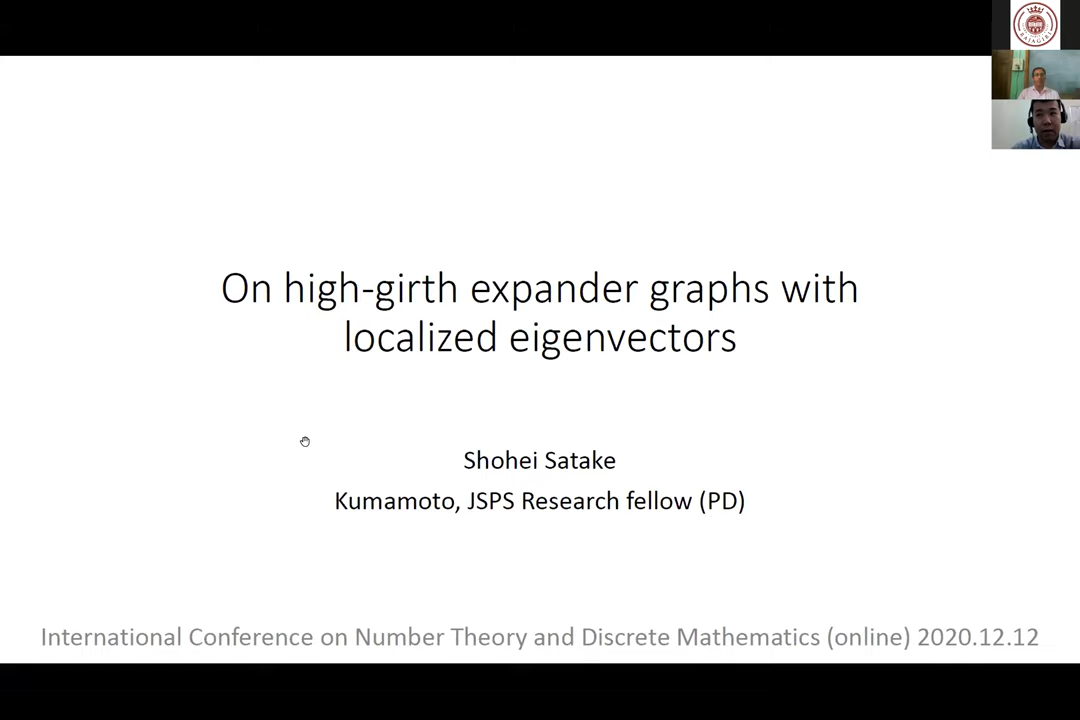 RAJAGIRI
On high-girth expander graphs with
localized eigenvectors
Shohei Satake
Kumamoto, JSPS Research fellow (PD)
International Conference on Number Theory and Discrete Mathematics (online) 2020.12.12